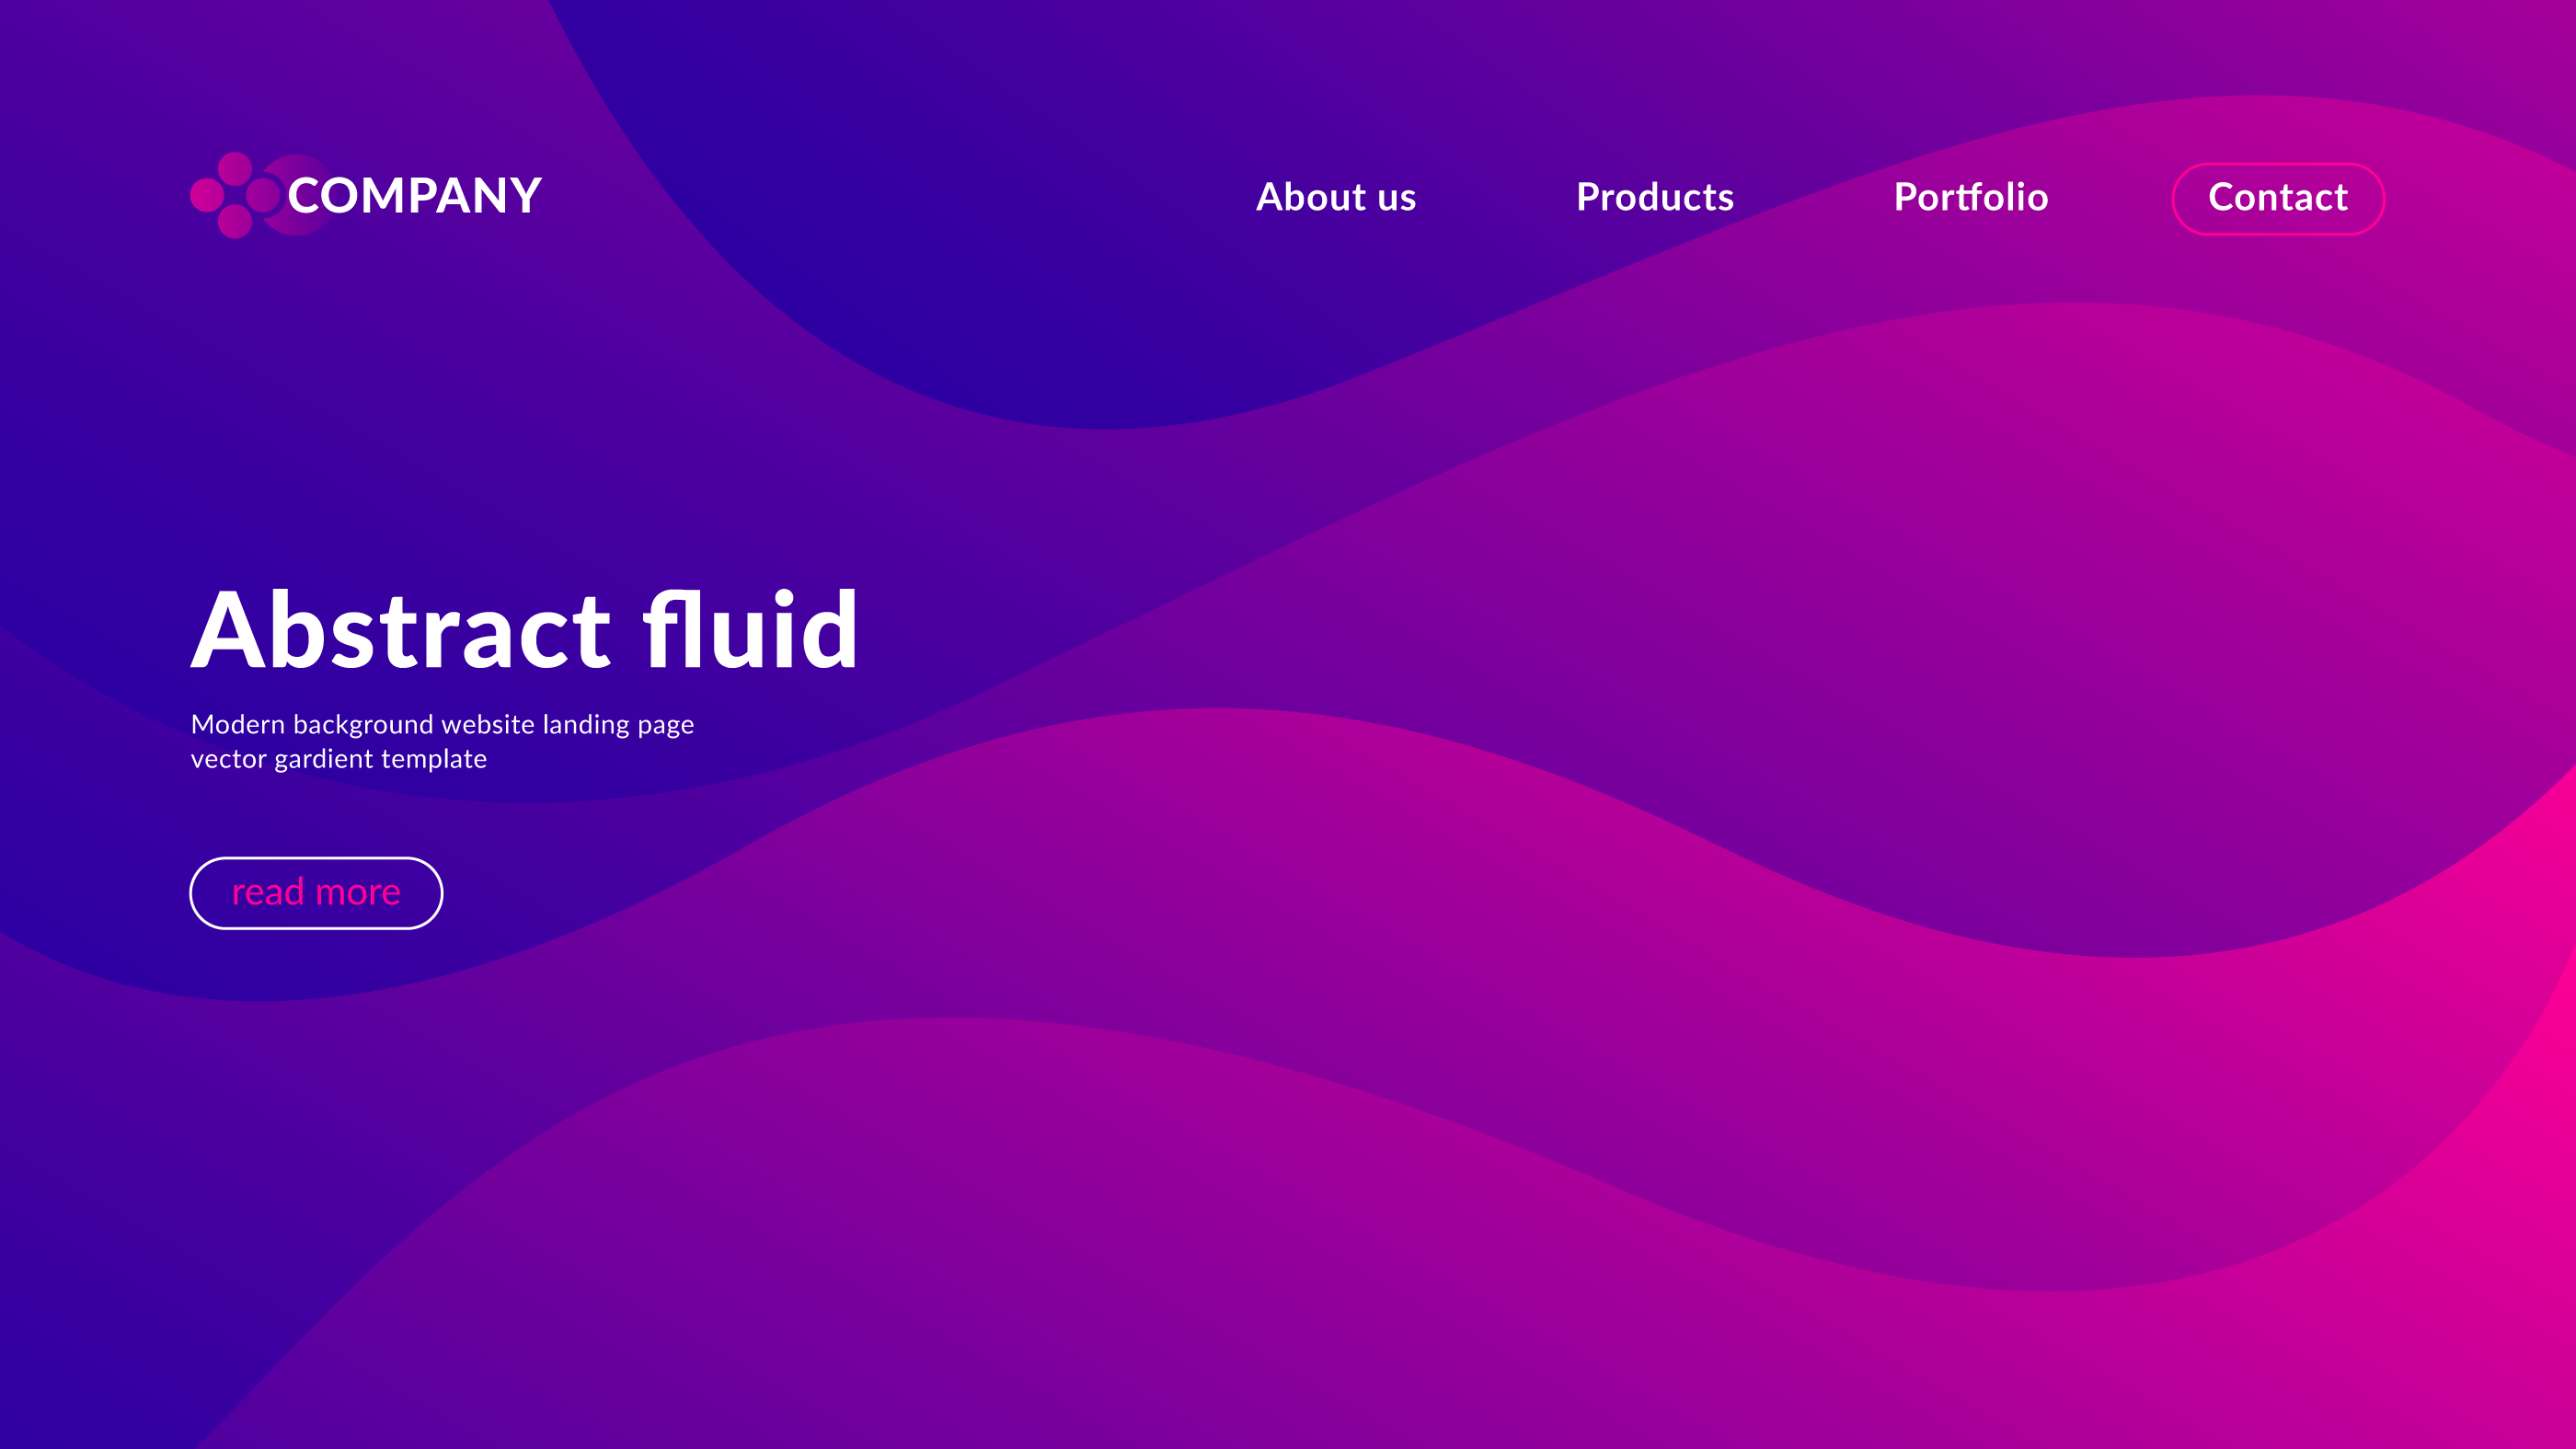 COMPANY
About us
Products
Portfolio
Contact
Abstract fluid
Modern background website landing page
vector gardient template
read more